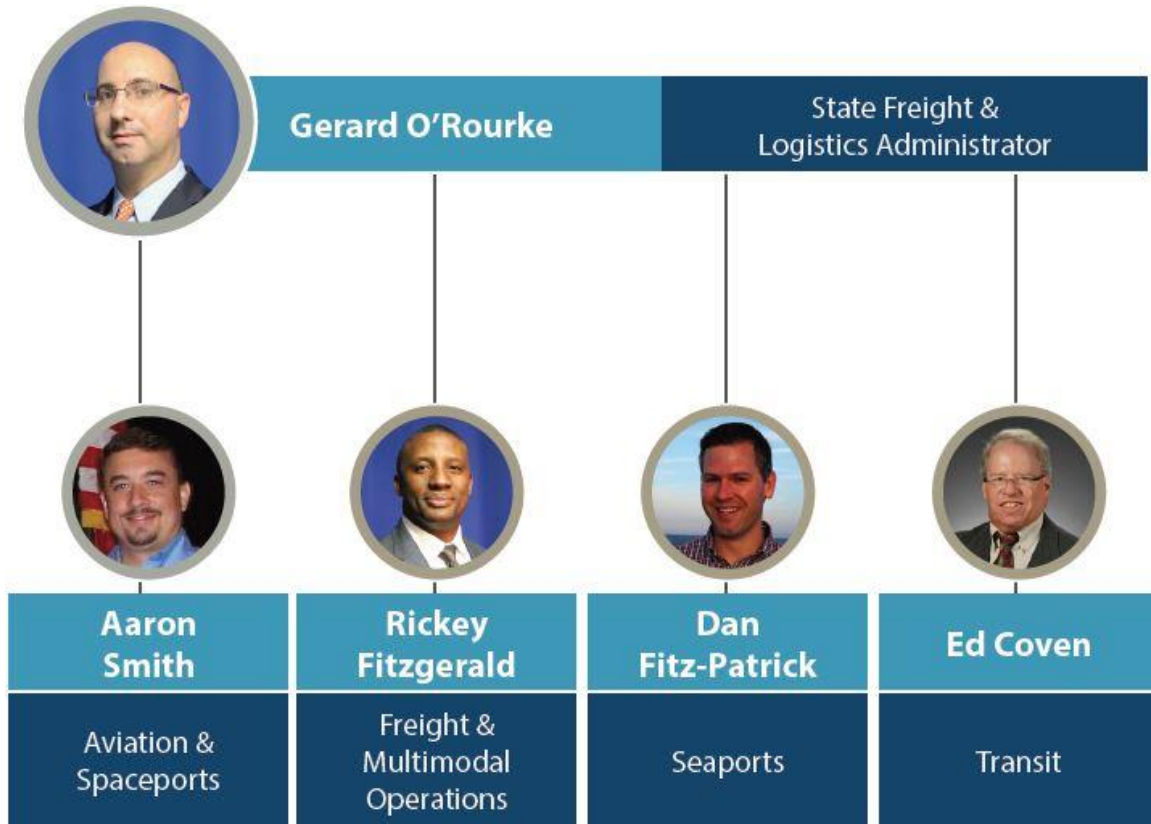 Gerard O’Rourke
State Freight &
Logistics Administrator
Aaron
Smith
Rickey
Fitzgerald
Dan
Fitz-Patrick
Ed Coven
Aviation &
Spaceports
Freight &
Multimodal
Operations
Seaports
Transit